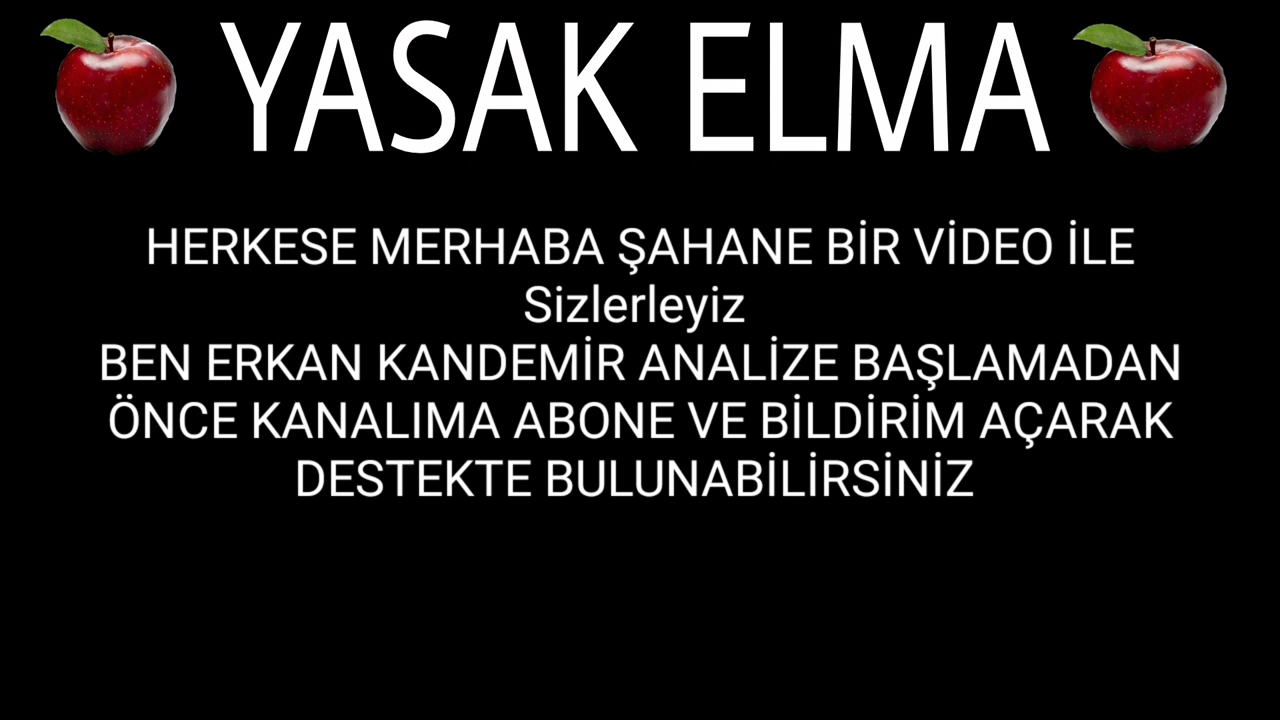 YASAK ELMA
HERKESE MERHABA ŞAHANE BİR VİDEO İLE
Sizlerleyiz
BEN ERKAN KANDEMİR ANALİZE BAŞLAMADAN
ÖNCE KANALIMA ABONE VE BİLDİRİM AÇARAK
DESTEKTE BULUNABİLİRSİNİZ